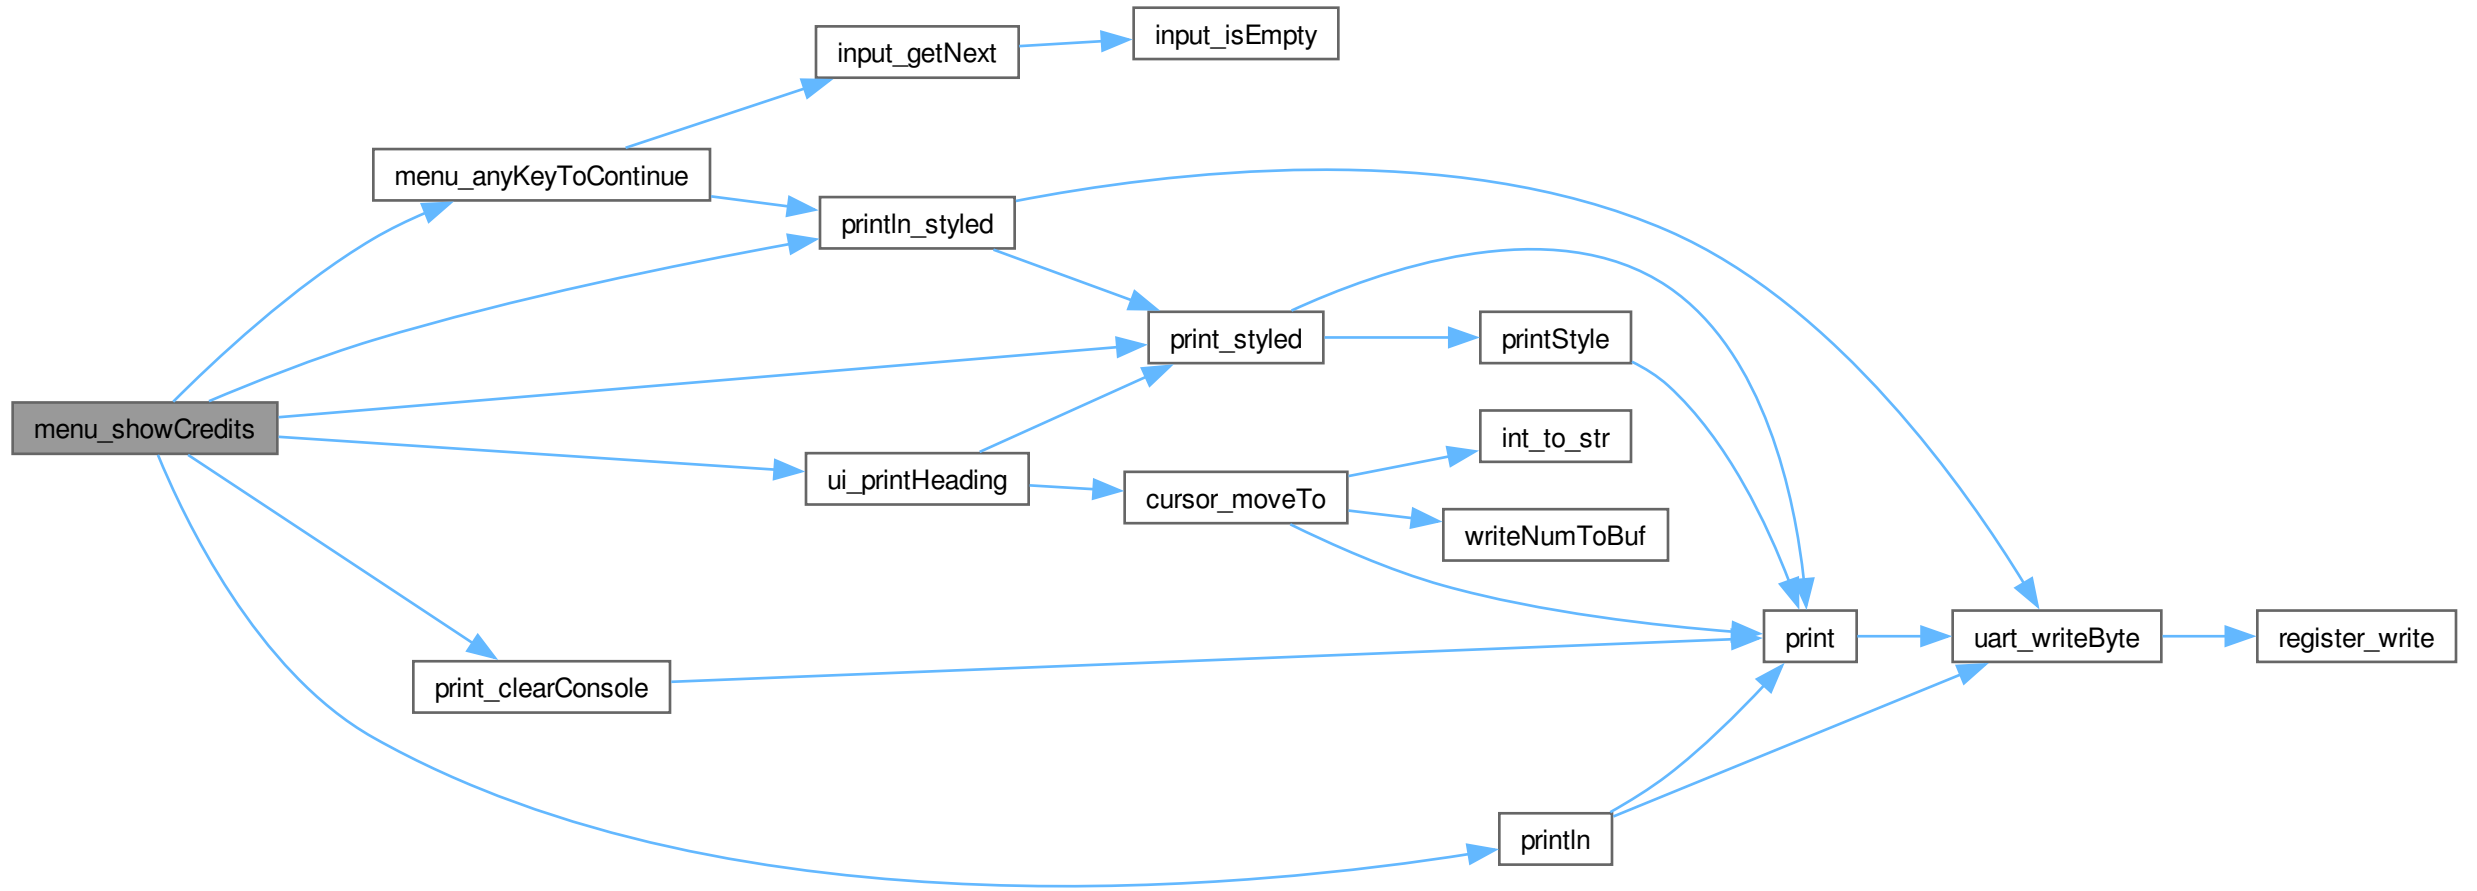 input_isEmpty
input_getNext
menu_anyKeyToContinue
println_styled
print_styled
printStyle
menu_showCredits
int_to_str
ui_printHeading
cursor_moveTo
writeNumToBuf
print
uart_writeByte
register_write
print_clearConsole
println